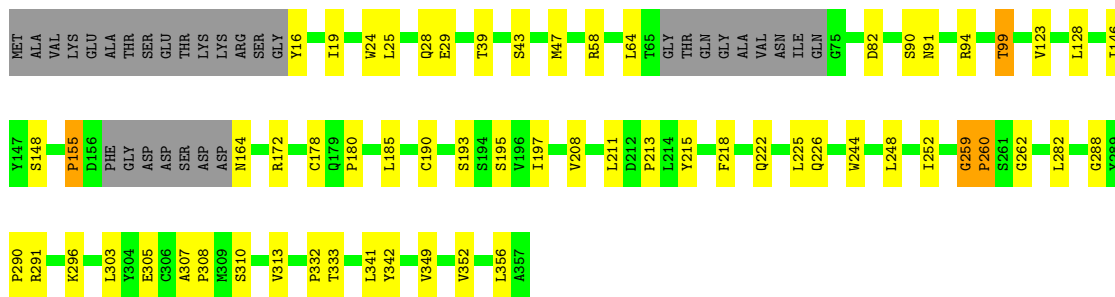 MET ALA VAL LYS GLU ALA THR SER GLU THR LYS LYS ARG SER GLY Y16 I19 W24 L25 Q28 E29 T39 S43 M47 R58 L64 T65 GLY THR GLN GLY ALA VAL ASN ILE GLN G75 D82 S90 N91 R94 T99 V123 L128 I146
Y147 S148 P155 D156 PHE GLY ASP ASP SER ASP ASP N164 R172 C178 Q179 P180 L185 C190 S193 S194 S195 V196 I197 V208 L211 D212 P213 L214 Y215 F218 Q222 L225 Q226 W244 L248 I252 G259 P260 S261 G262 L282 G288 Y289
P290 R291 K296 L303 Y304 E305 C306 A307 P308 M309 S310 V313 P332 T333 L341 Y342 V349 V352 L356 A357